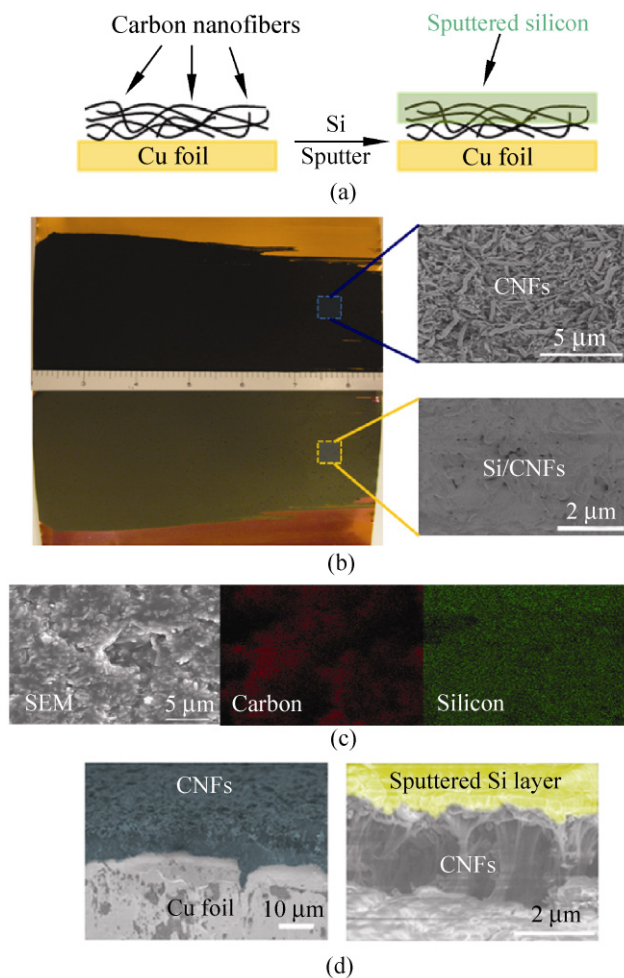 Carbon nanofibers
Sputtered silicon
Cu foil
Si
Sputter
Cu foil
(a)
CNFs
5 μm
Si/CNFs
2 μm
(b)
SEM
5 μm
Carbon
Silicon
(c)
CNFs
Cu foil
10 μm
Sputtered Si layer
CNFs
2 μm
(d)